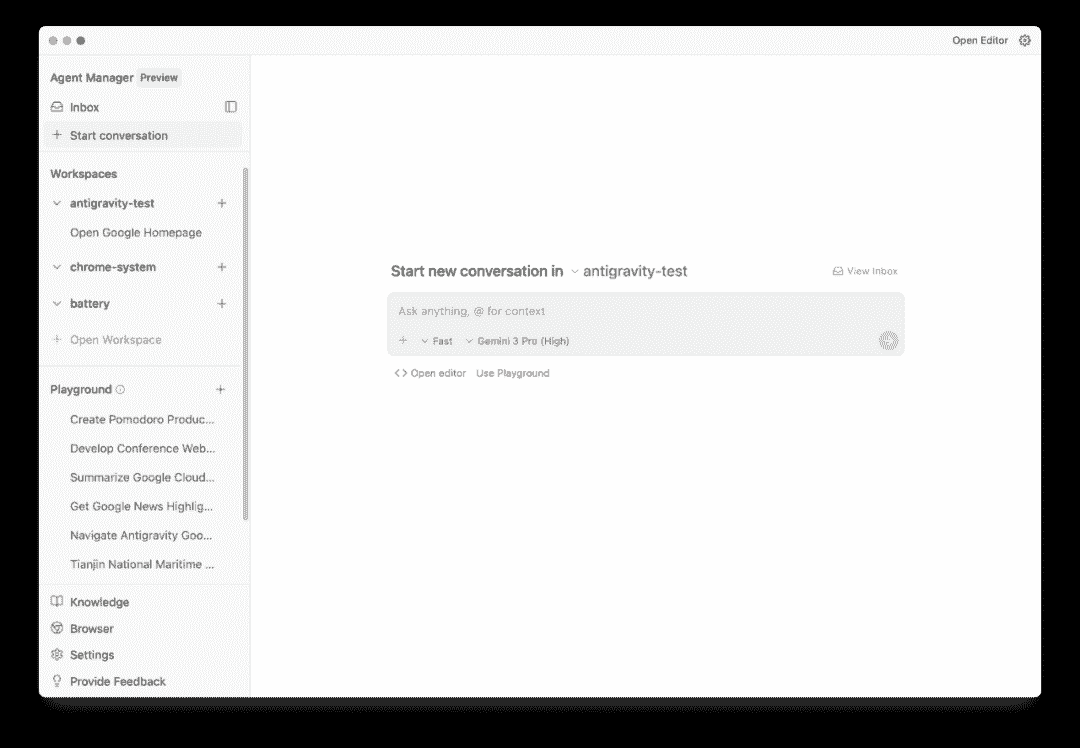 Open Editor
Agent Manager Preview
Inbox
Start conversation
Workspaces
antigravity-test
Open Google Homepage
chrome-system
battery
Open Workspace
Playground
Create Pomodoro Produc...
Develop Conference Web...
Summarize Google Cloud...
Get Google News Highlig...
Navigate Antigravity Goo...
Tianjin National Maritime ...
Knowledge
Browser
Settings
Provide Feedback
Start new conversation in antigravity-test
View Inbox
Ask anything, @ for context
Fast Gemini 3 Pro (High)
Open editor Use Playground